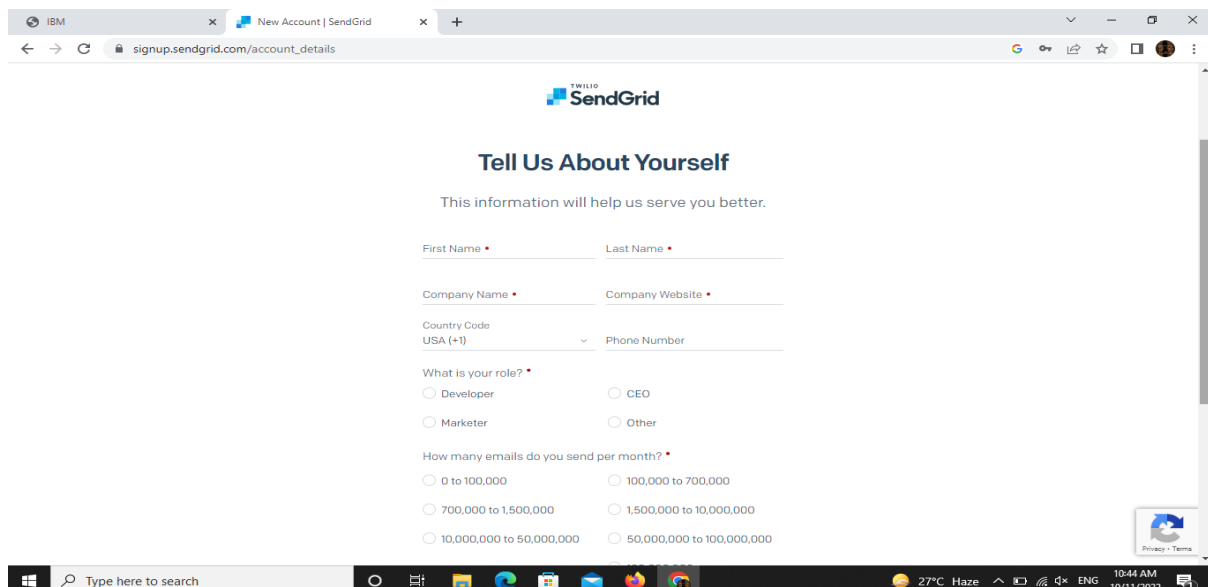 IBM
New Account | SendGrid
signup.sendgrid.com/account_details
TWILIO
SendGrid
Tell Us About Yourself
This information will help us serve you better.
First Name • Last Name •
Company Name • Company Website •
Country Code
USA (+1) Phone Number
What is your role? •
Developer CEO
Marketer Other
How many emails do you send per month? •
0 to 100,000 100,000 to 700,000
700,000 to 1,500,000 1,500,000 to 10,000,000
10,000,000 to 50,000,000 50,000,000 to 100,000,000
Privacy - Terms
Type here to search
27°C Haze ENG 10:44 AM